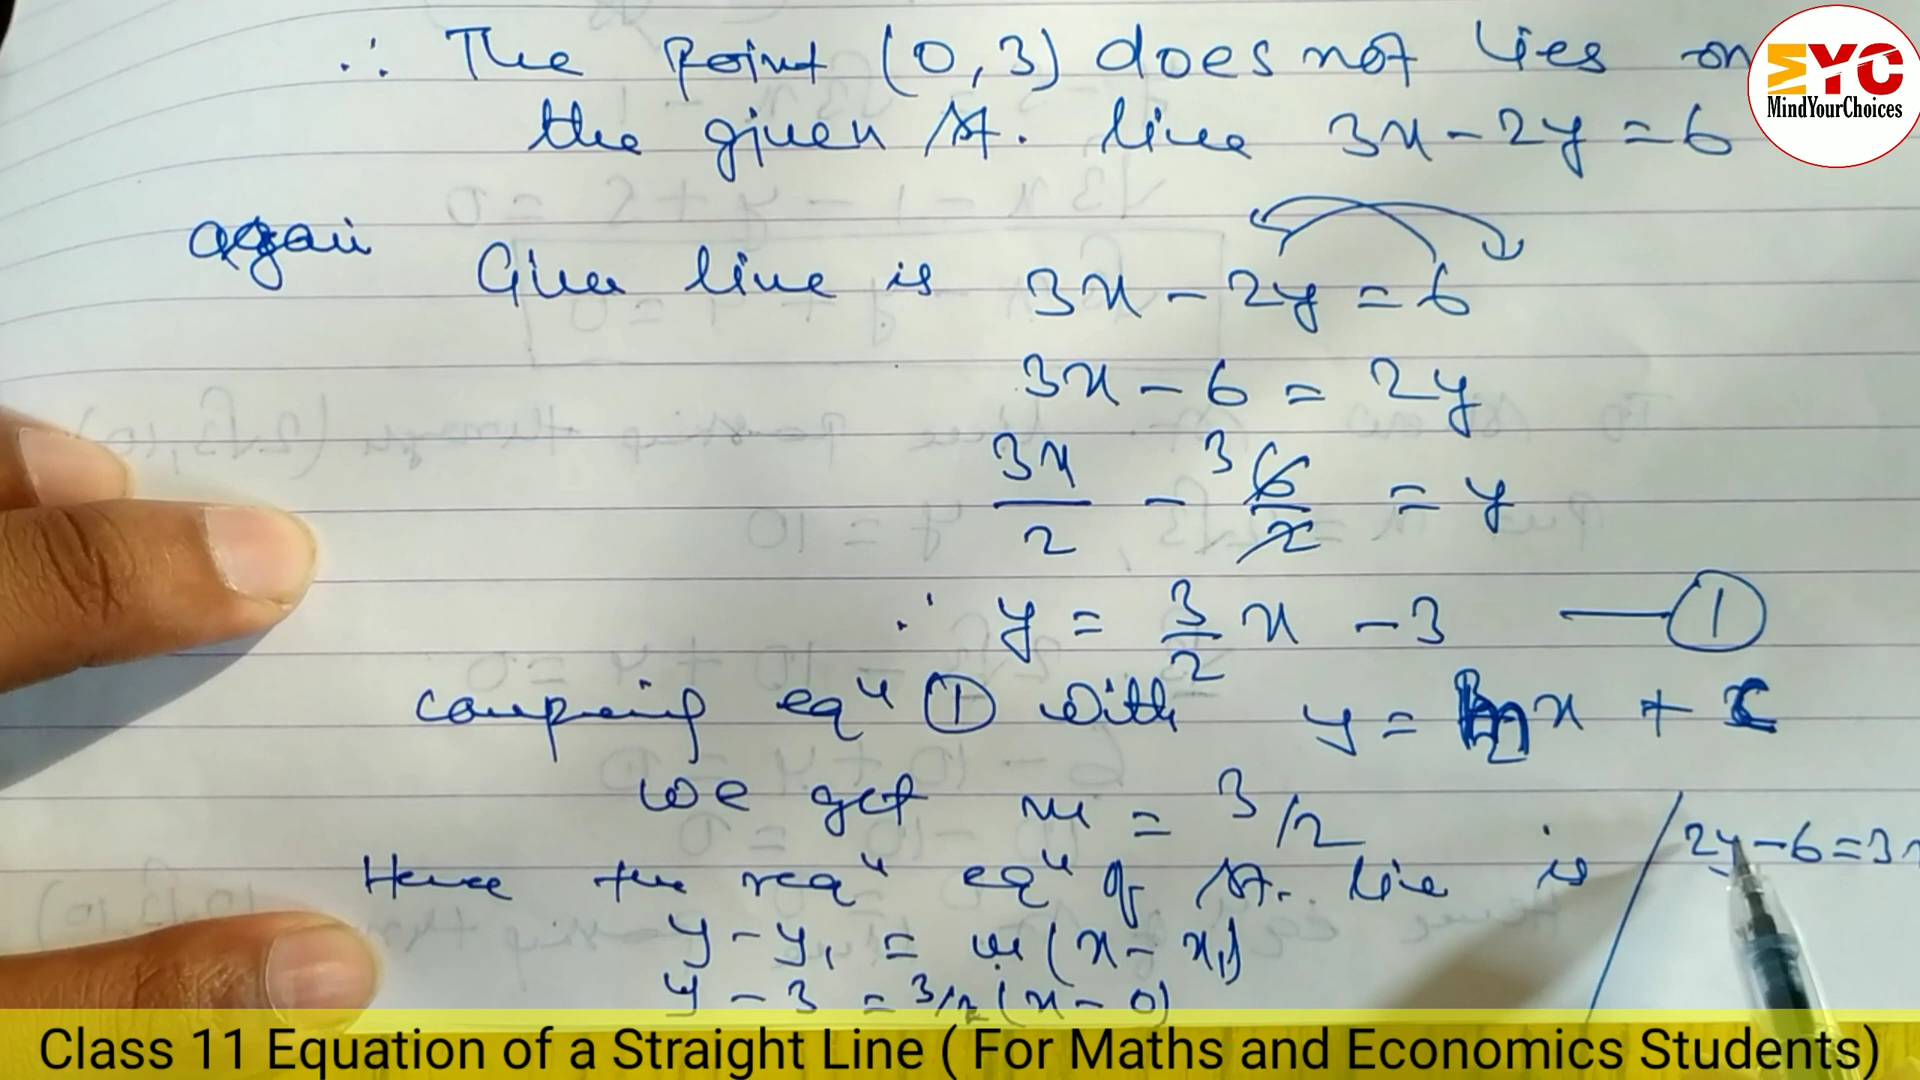 ∴ The Point (0,3) does not lies on
the given st. line 3x - 2y = 6
MYC
MindYourChoices
again Given line is 3x - 2y = 6
3x - 6 = 2y
3x/2 - 3 6/2 = y
∴ y = 3/2 x - 3 — ①
comparing eqn ① with y = mx + c
we get m = 3/2
Hence the reqn eqn of st. line is
y - y₁ = m(x - x₁)
y - 3 = 3/2 (x - 0)
2y - 6 = 3x
Class 11 Equation of a Straight Line ( For Maths and Economics Students)